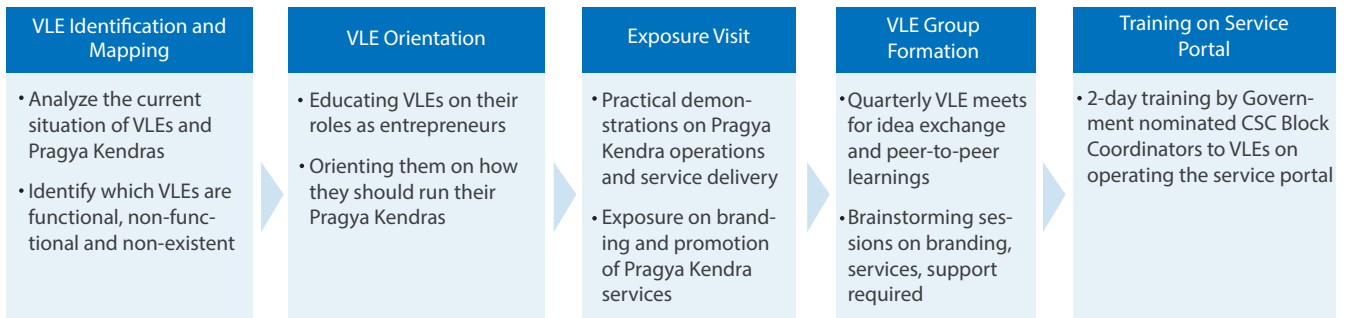 VLE Identification and
Mapping
• Analyze the current
situation of VLEs and
Pragya Kendras
• Identify which VLEs are
functional, non-func-
tional and non-existent
VLE Orientation
• Educating VLEs on their
roles as entrepreneurs
• Orienting them on how
they should run their
Pragya Kendras
Exposure Visit
• Practical demon-
strations on Pragya
Kendra operations
and service delivery
• Exposure on brand-
ing and promotion
of Pragya Kendra
services
VLE Group
Formation
• Quarterly VLE meets
for idea exchange
and peer-to-peer
learnings
• Brainstorming ses-
sions on branding,
services, support
required
Training on Service
Portal
• 2-day training by Govern-
ment nominated CSC Block
Coordinators to VLEs on
operating the service portal